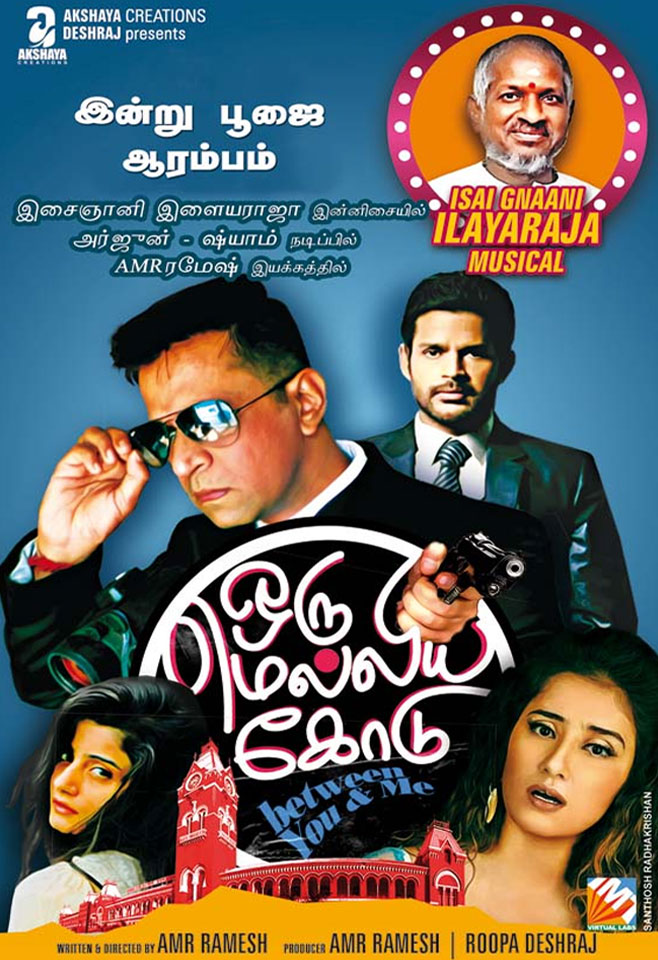 AKSHAYA CREATIONS
DESHRAJ presents
a
AKSHAYA
CREATIONS
இன்று பூஜை
ஆரம்பம்
இசைஞானி இளையராஜா இன்னிசையில்
அர்ஜுன் - ஷ்யாம் நடிப்பில்
AMRரமேஷ் இயக்கத்தில்
ISAI GNAANI
ILAYARAJA
MUSICAL
ஒரு
மெல்லிய
கோடு
between
You & Me
SANTHOSH RADHAKRISHAN
VIRTUAL LABS
WRITTEN & DIRECTED BY AMR RAMESH PRODUCER AMR RAMESH | ROOPA DESHRAJ